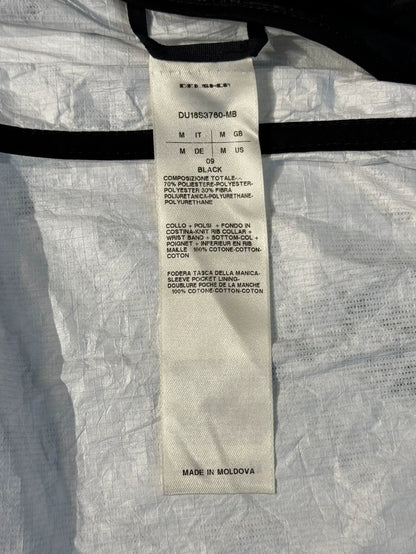 DRKSHDW
DU18S3760-MB
M IT M GB
M DE M US
09
BLACK
COMPOSIZIONE TOTALE-.-
70% POLIESTERE-POLYESTER-
POLYESTER 30% FIBRA
POLIURETANICA-POLYURETHANE-
POLYURETHANE
COLLO + POLSI + FONDO IN
COSTINA-KNIT RIB COLLAR +
WRIST BAND + BOTTOM-COL +
POIGNET + INFERIEUR EN RIB
MAILLE 100% COTONE-COTTON-
COTON
FODERA TASCA DELLA MANICA-
SLEEVE POCKET LINING-
DOUBLURE POCHE DE LA MANCHE
100% COTONE-COTTON-COTON
MADE IN MOLDOVA